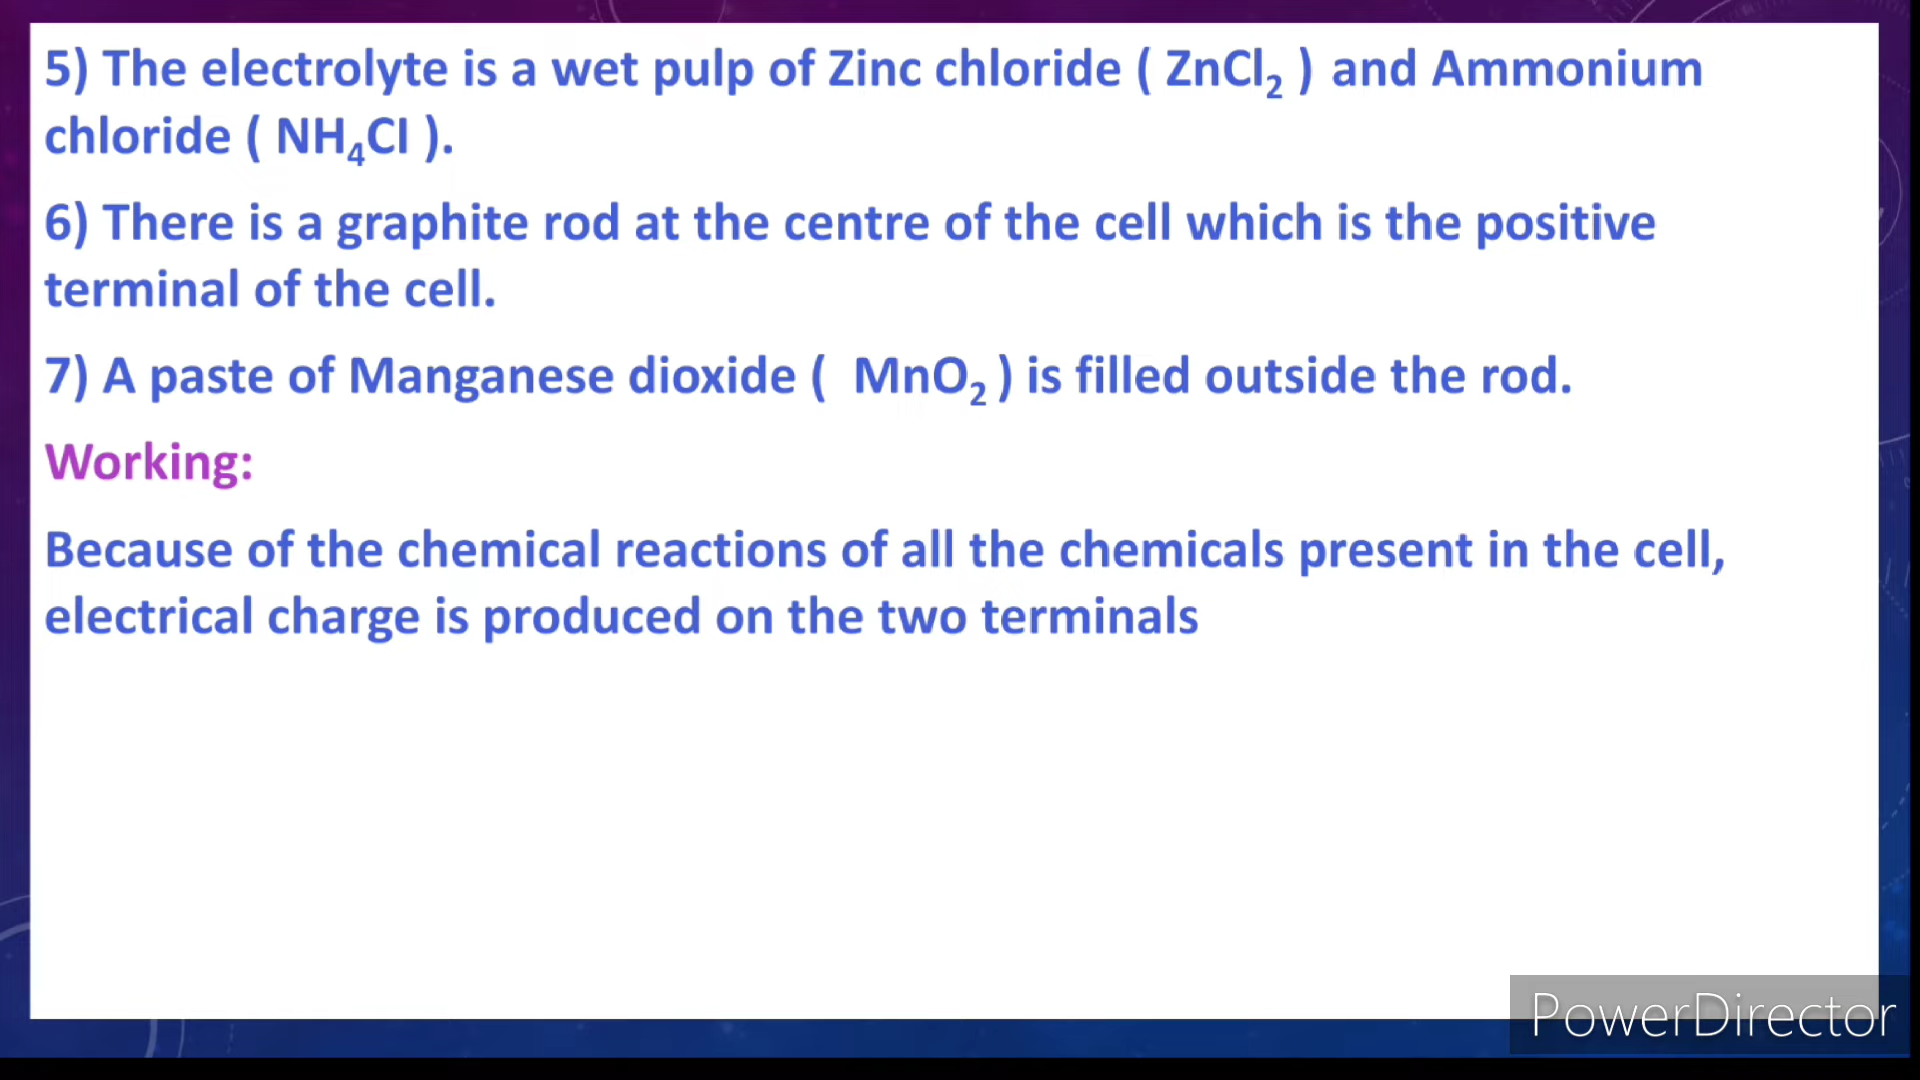 5) The electrolyte is a wet pulp of Zinc chloride ( ZnCl₂ ) and Ammonium
chloride ( NH₄Cl ).
6) There is a graphite rod at the centre of the cell which is the positive
terminal of the cell.
7) A paste of Manganese dioxide ( MnO₂ ) is filled outside the rod.
Working:
Because of the chemical reactions of all the chemicals present in the cell,
electrical charge is produced on the two terminals
PowerDirector